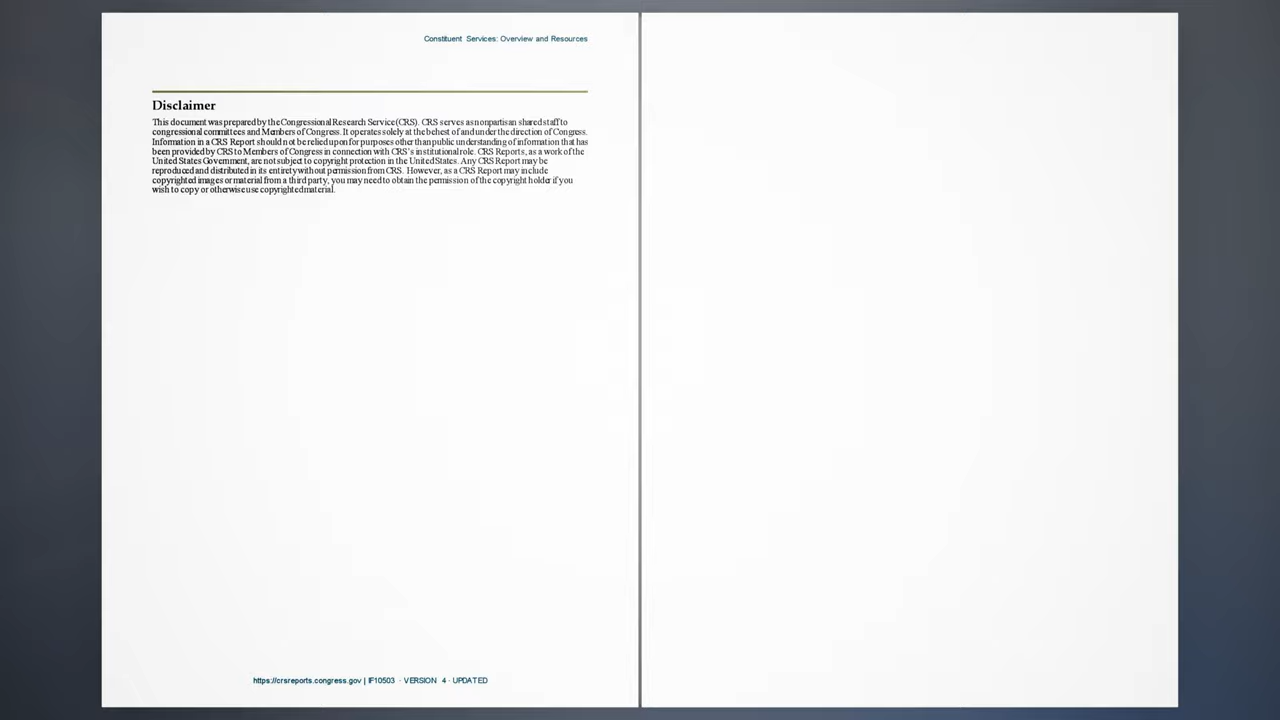 Constituent Services: Overview and Resources
Disclaimer
This document was prepared by the Congressional Research Service (CRS). CRS serves as nonpartisan shared staff to
congressional committees and Members of Congress. It operates solely at the behest of and under the direction of Congress.
Information in a CRS Report should not be relied upon for purposes other than public understanding of information that has
been provided by CRS to Members of Congress in connection with CRS's institutional role. CRS Reports, as a work of the
United States Government, are not subject to copyright protection in the United States. Any CRS Report may be
reproduced and distributed in its entirety without permission from CRS. However, as a CRS Report may include
copyrighted images or material from a third party, you may need to obtain the permission of the copyright holder if you
wish to copy or otherwise use copyrighted material.
https://crsreports.congress.gov | IF10503 · VERSION 4 · UPDATED